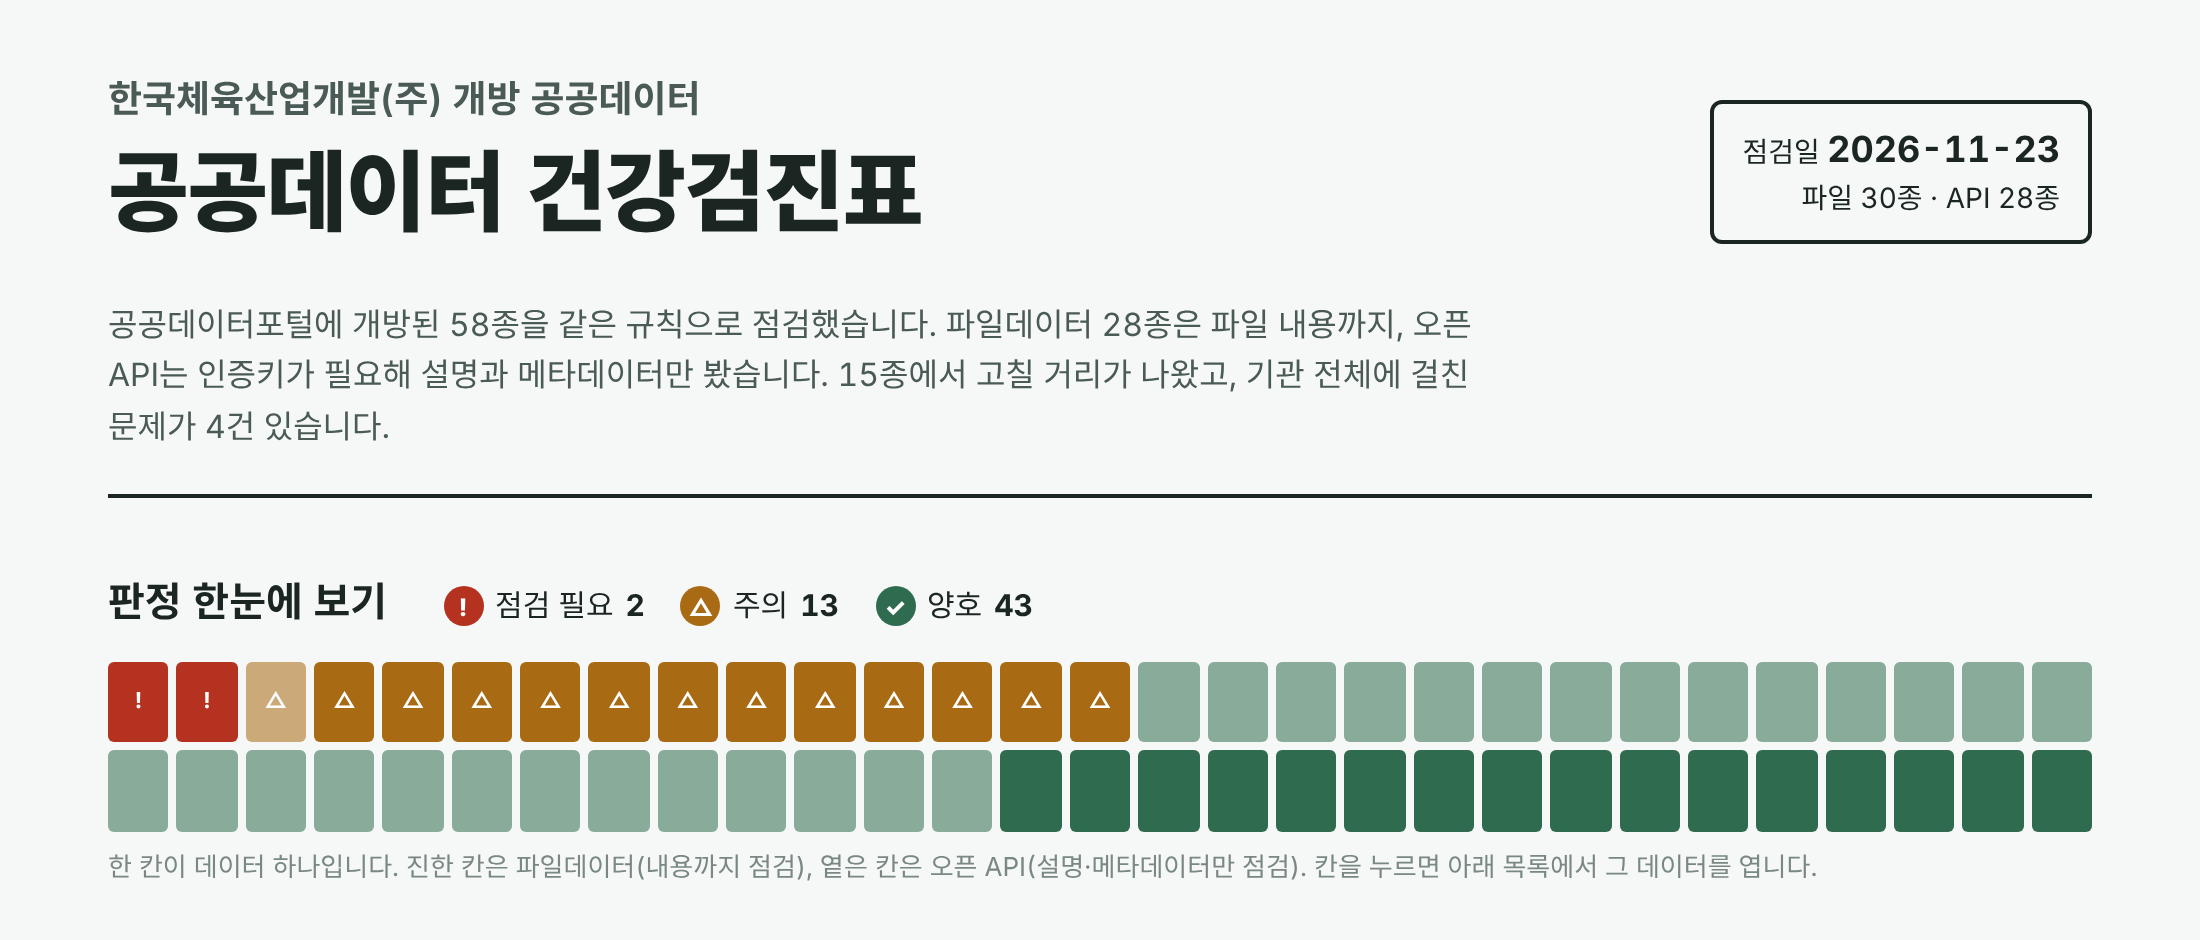 한국체육산업개발(주) 개방 공공데이터
공공데이터 건강검진표
점검일 2026-11-23
파일 30종 · API 28종
공공데이터포털에 개방된 58종을 같은 규칙으로 점검했습니다. 파일데이터 28종은 파일 내용까지, 오픈
API는 인증키가 필요해 설명과 메타데이터만 봤습니다. 15종에서 고칠 거리가 나왔고, 기관 전체에 걸친
문제가 4건 있습니다.
판정 한눈에 보기
! 점검 필요 2 △ 주의 13 ✓ 양호 43
! ! △ △ △ △ △ △ △ △ △ △ △ △ △
한 칸이 데이터 하나입니다. 진한 칸은 파일데이터(내용까지 점검), 옅은 칸은 오픈 API(설명·메타데이터만 점검). 칸을 누르면 아래 목록에서 그 데이터를 엽니다.